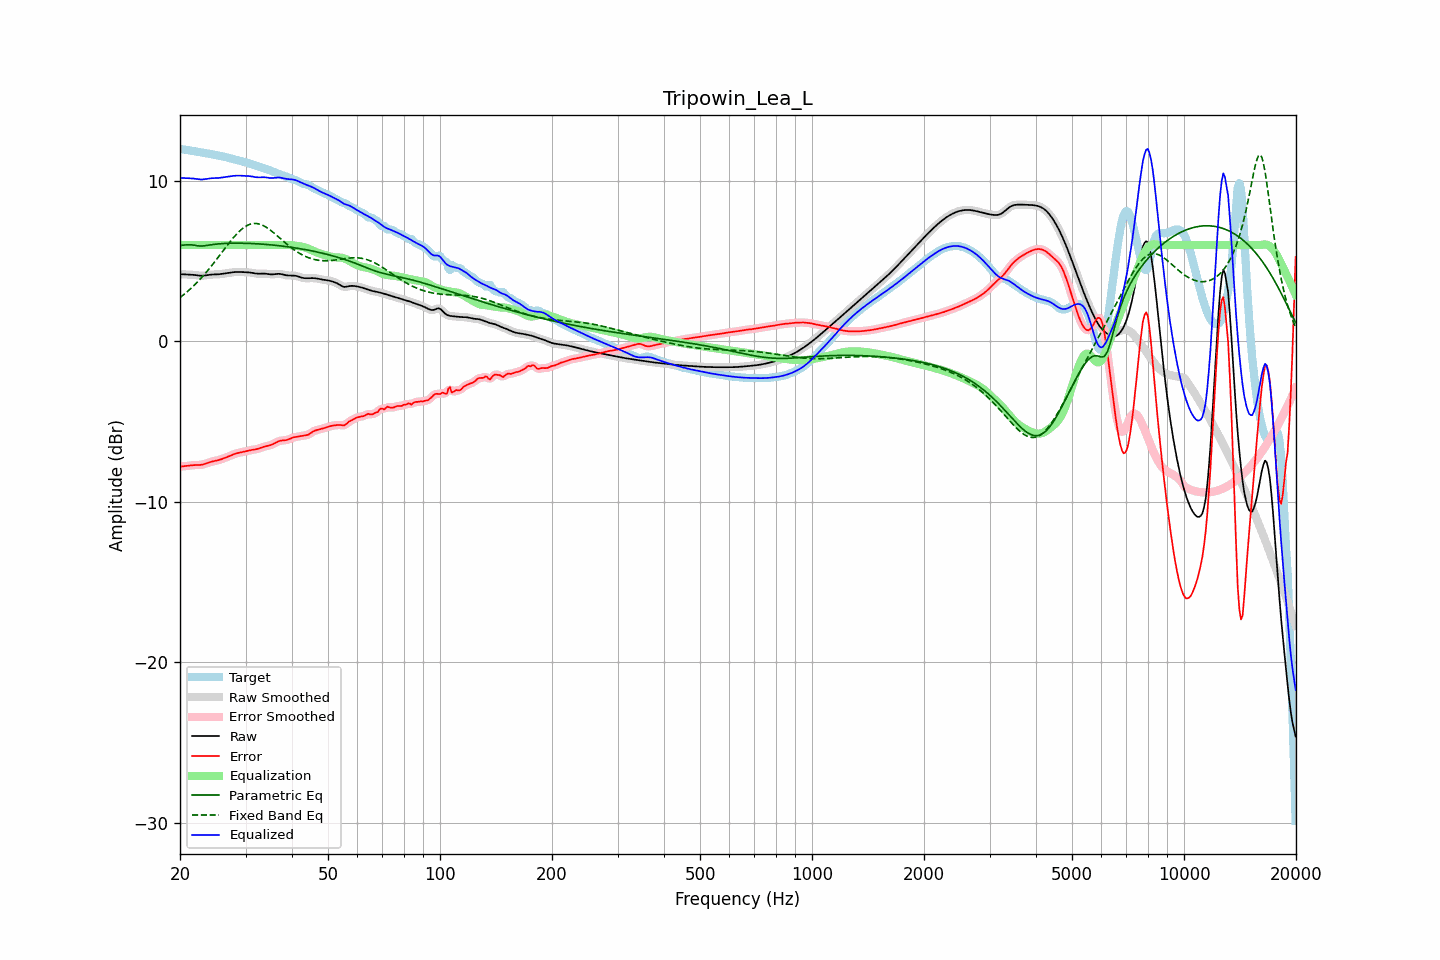 Tripowin_Lea_L
Amplitude (dBr)
10
0
−10
−20
−30
Target
Raw Smoothed
Error Smoothed
Raw
Error
Equalization
Parametric Eq
Fixed Band Eq
Equalized
20 50 100 200 500 1000 2000 5000 10000 20000
Frequency (Hz)